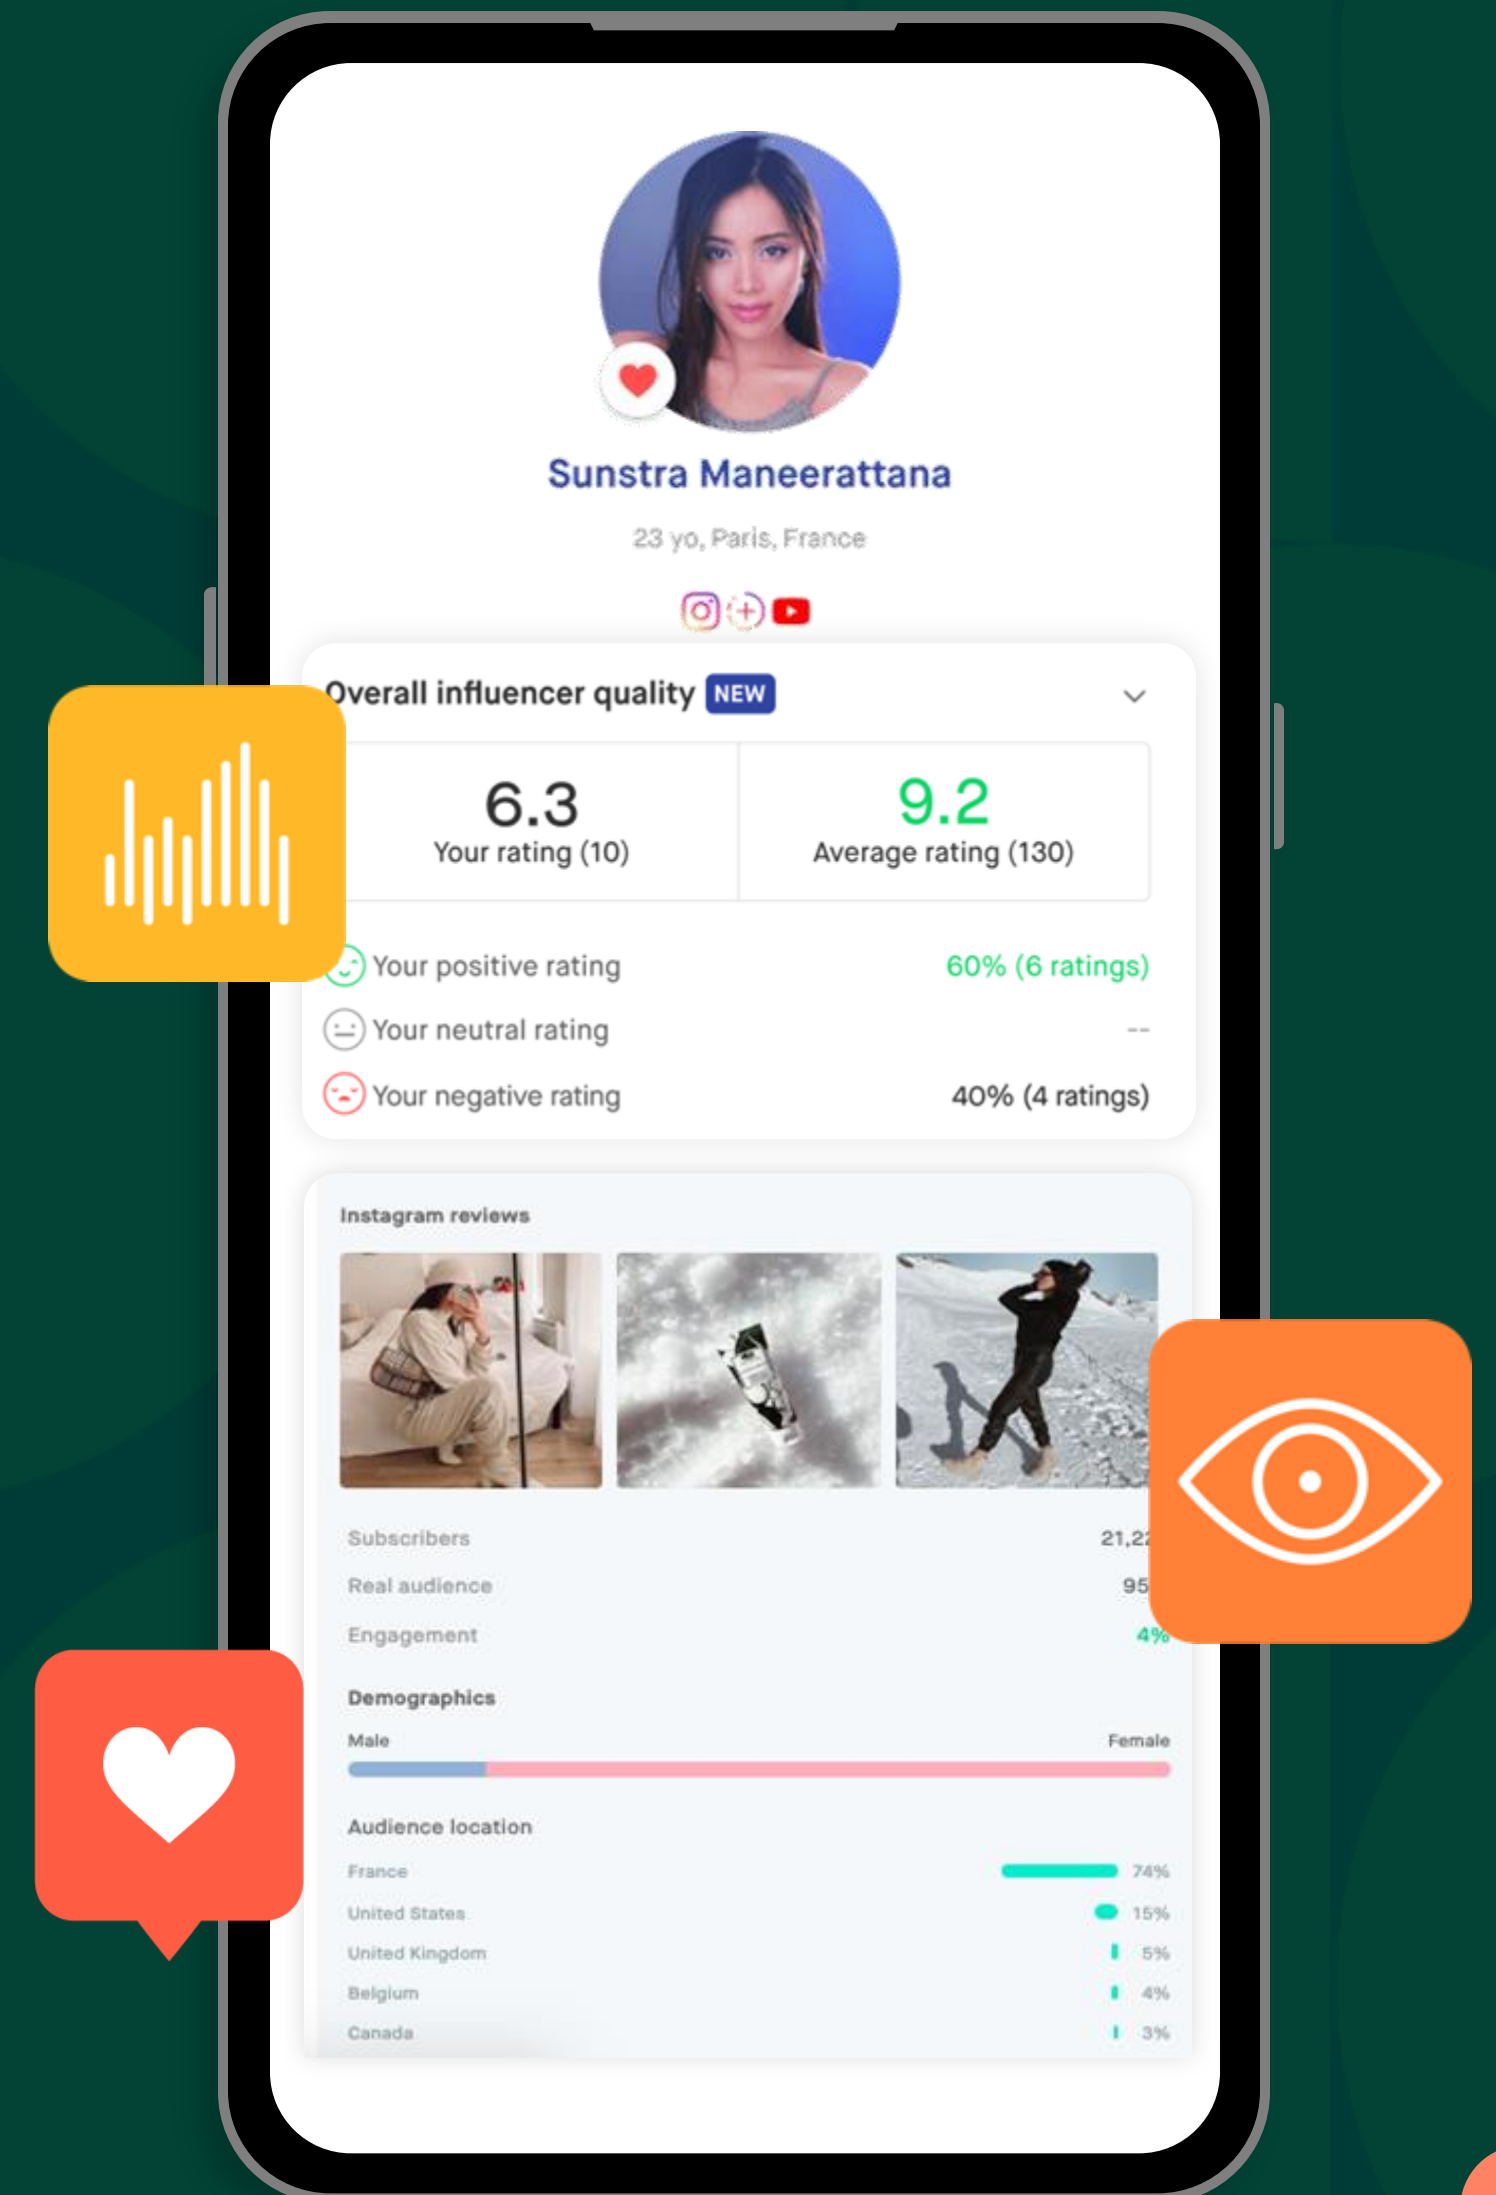 Sunstra Maneerattana
23 yo, Paris, France
Overall influencer quality NEW
6.3
Your rating (10)
9.2
Average rating (130)
Your positive rating 60% (6 ratings)
Your neutral rating --
Your negative rating 40% (4 ratings)
Instagram reviews
Subscribers
Real audience 95
Engagement 4%
Demographics
Male Female
Audience location
France 74%
United States 15%
United Kingdom 5%
Belgium 4%
Canada 3%